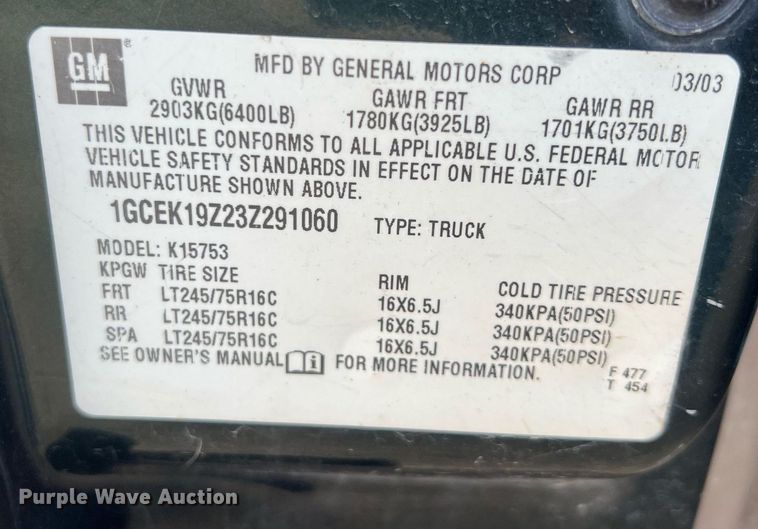 GM
®
MFD BY GENERAL MOTORS CORP 03/03
GVWR GAWR FRT GAWR RR
2903KG(6400LB) 1780KG(3925LB) 1701KG(3750LB)
THIS VEHICLE CONFORMS TO ALL APPLICABLE U.S. FEDERAL MOTOR
VEHICLE SAFETY STANDARDS IN EFFECT ON THE DATE OF
MANUFACTURE SHOWN ABOVE.
1GCEK19Z23Z291060 TYPE: TRUCK
MODEL: K15753
KPGW TIRE SIZE RIM COLD TIRE PRESSURE
FRT LT245/75R16C 16X6.5J 340KPA(50PSI)
RR LT245/75R16C 16X6.5J 340KPA(50PSI)
SPA LT245/75R16C 16X6.5J 340KPA(50PSI)
SEE OWNER'S MANUAL i FOR MORE INFORMATION.
F 477
T 454
Purple Wave Auction